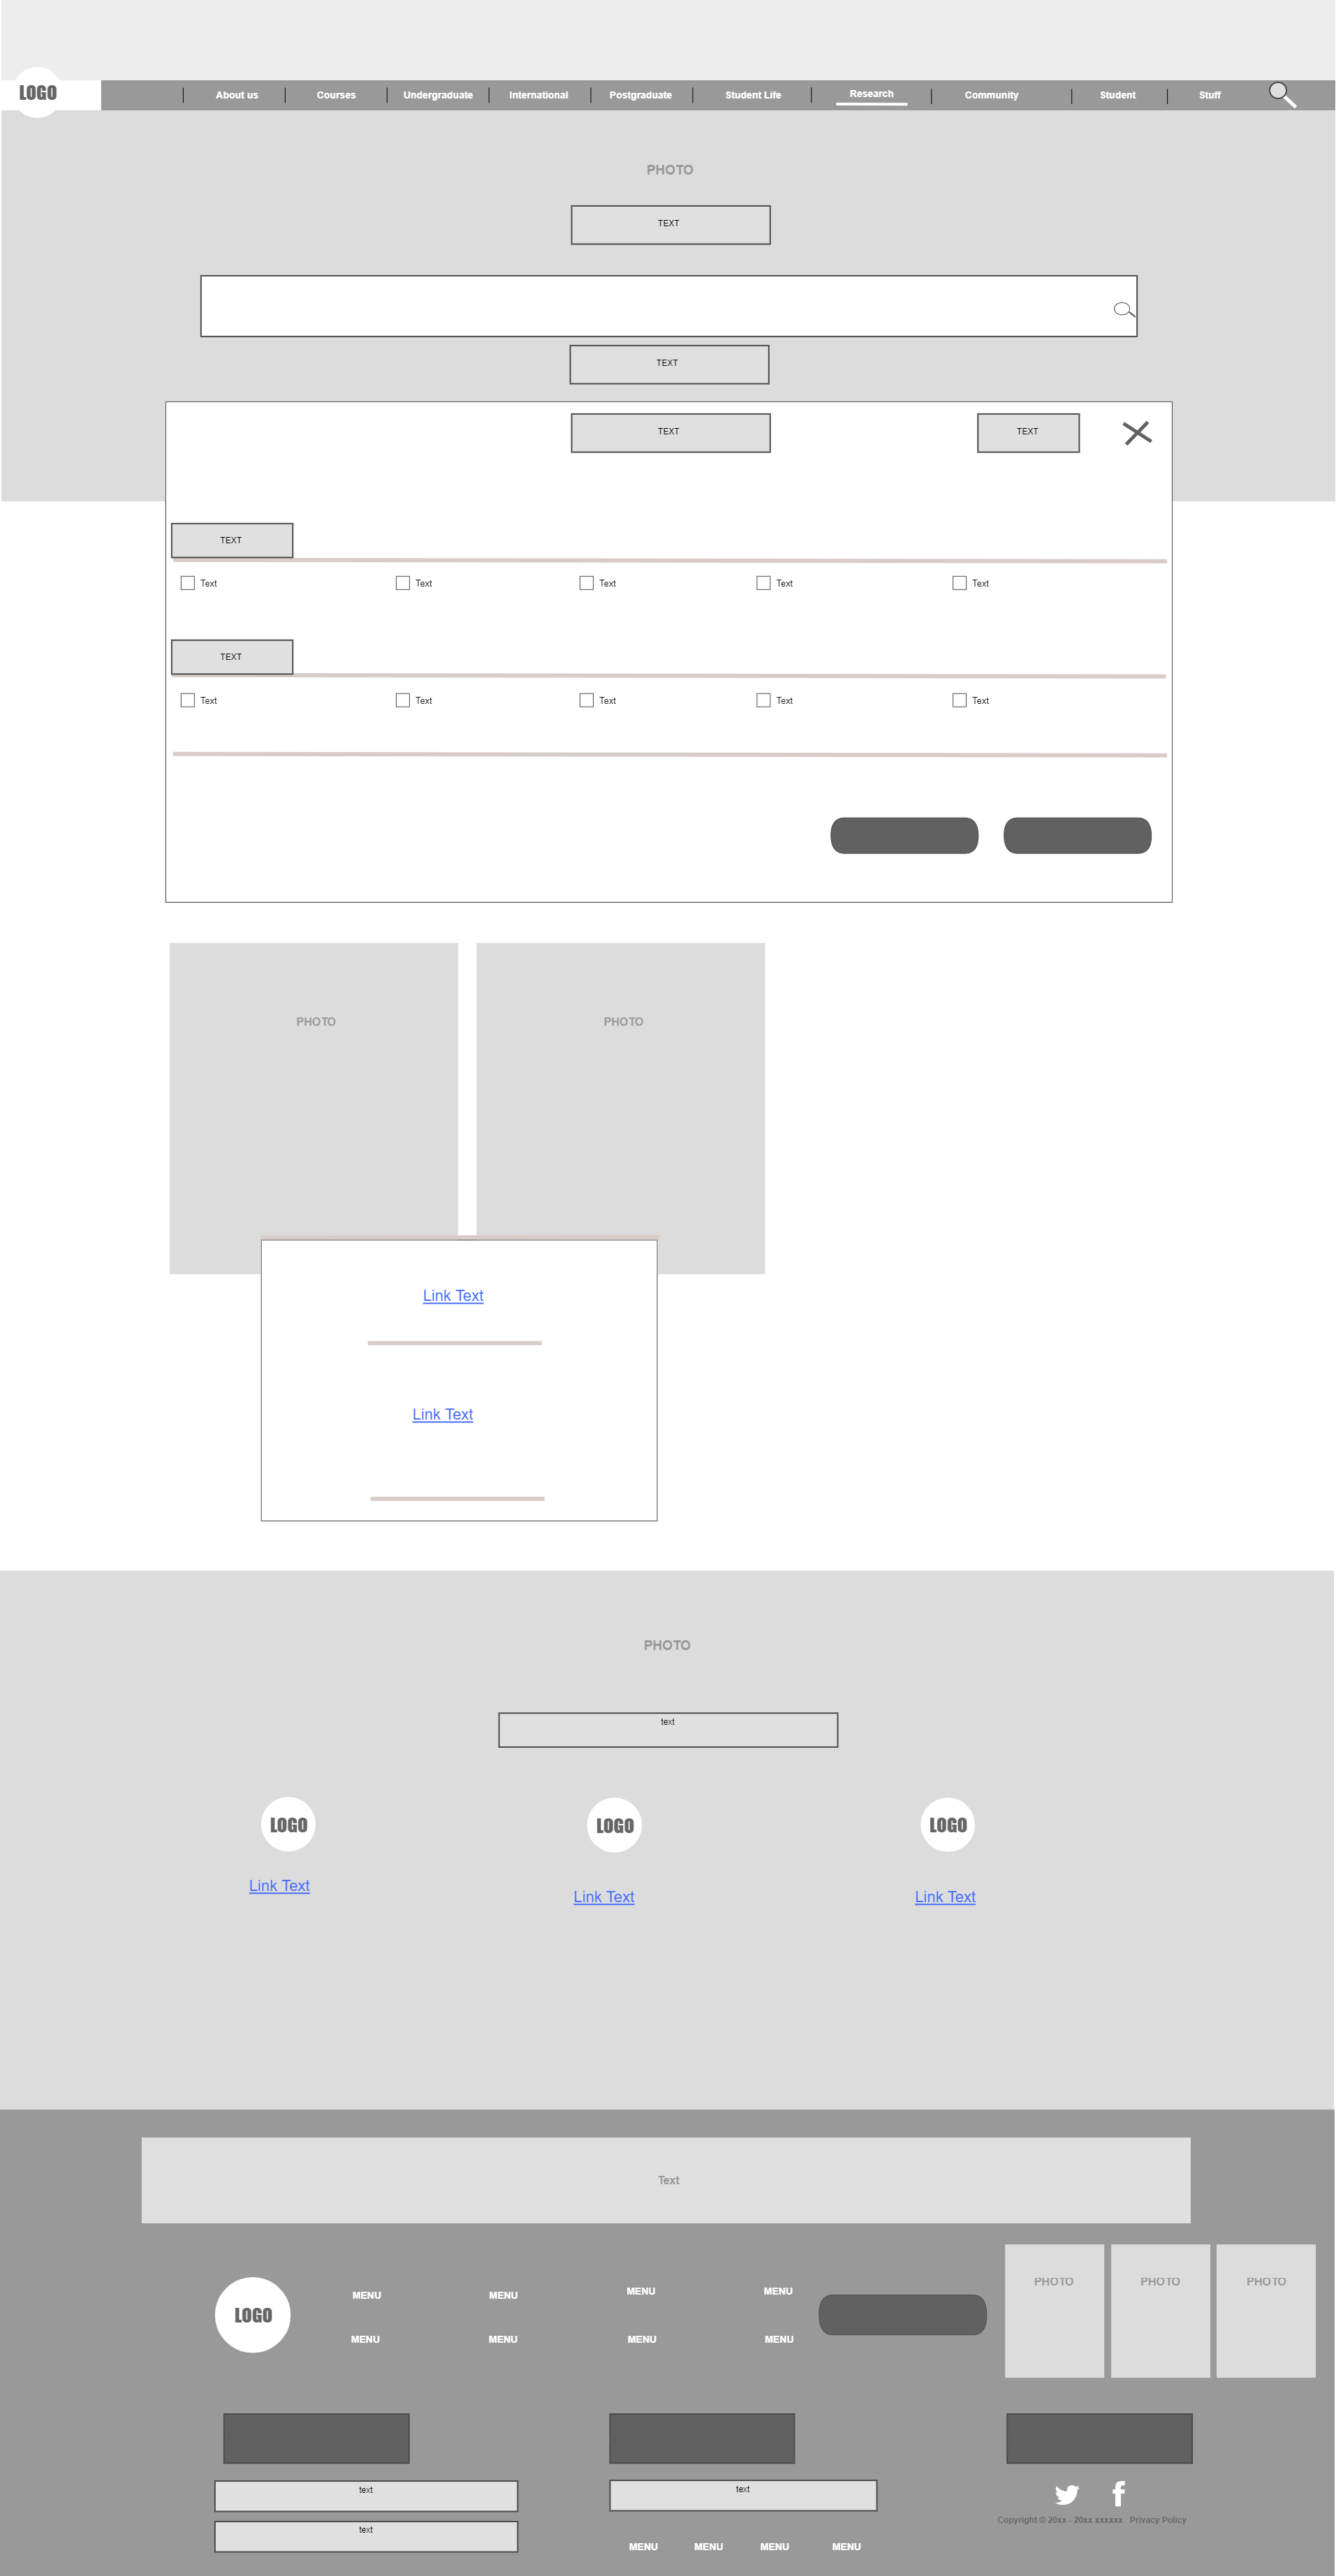 LOGO
About us Courses Undergraduate International Postgraduate Student Life Research Community Student Stuff
PHOTO
TEXT
TEXT
TEXT TEXT
TEXT
Text Text Text Text Text
TEXT
Text Text Text Text Text
PHOTO PHOTO
Link Text
Link Text
PHOTO
text
LOGO LOGO LOGO
Link Text Link Text Link Text
Text
PHOTO PHOTO PHOTO
MENU MENU MENU MENU
LOGO
MENU MENU MENU MENU
text text
Copyright © 20xx - 20xx xxxxxx Privacy Policy
text
MENU MENU MENU MENU